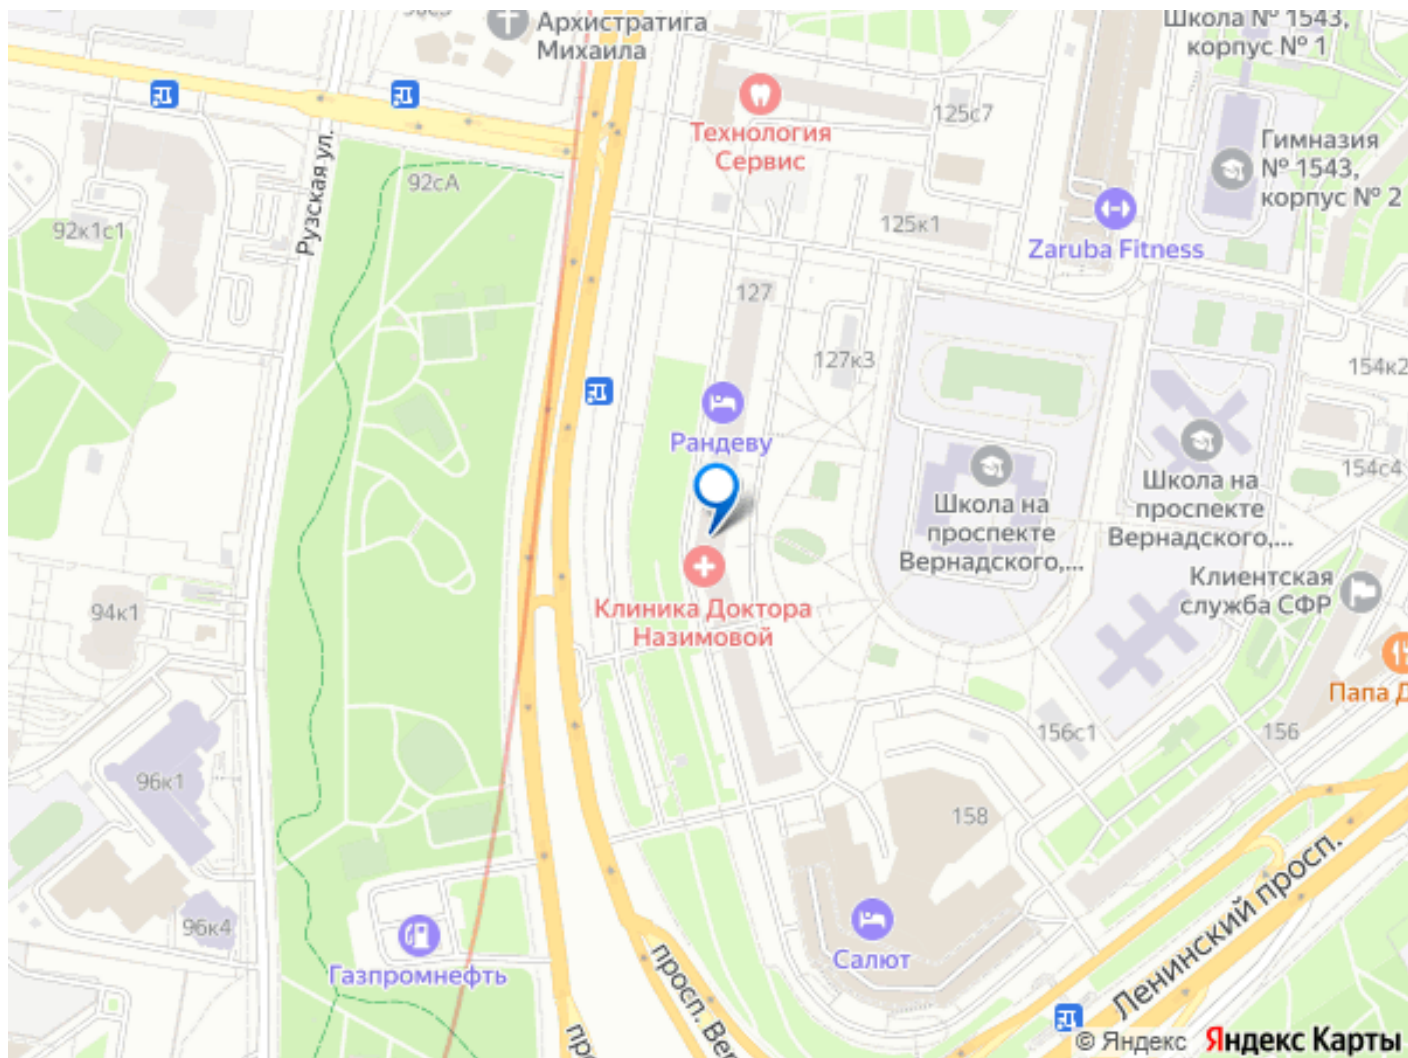 Архистратига
Михаила
Школа № 1543,
корпус № 1
125с7
Технология
Сервис
Гимназия
№ 1543,
корпус № 2
92сА
Рузская ул.
92к1с1
125к1
Zaruba Fitness
127
127к3
154к2
Рандеву
154с4
Школа на
проспекте
Вернадского,...
Школа на
проспекте
Вернадского,...
Клиентская
служба СФР
Клиника Доктора
Назимовой
94к1
Папа Д
156с1
156
96к1
158
Ленинский просп.
96к4
Салют
Газпромнефть
просп. Вер
про
© Яндекс Яндекс Карты